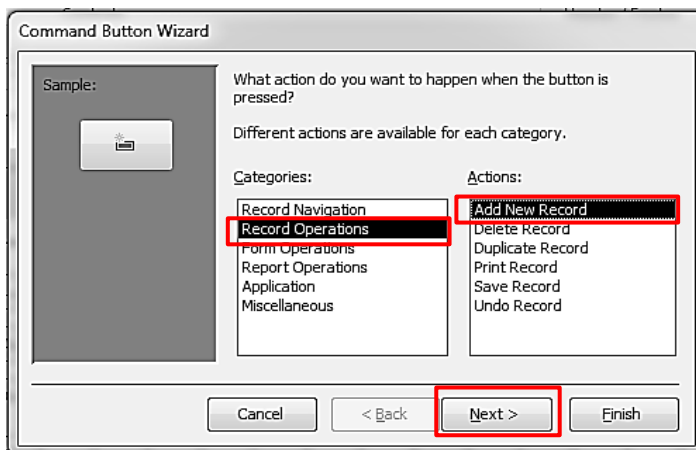 Command Button Wizard
Sample:
What action do you want to happen when the button is
pressed?
Different actions are available for each category.
Categories:
Record Navigation
Record Operations
Form Operations
Report Operations
Application
Miscellaneous
Actions:
Add New Record
Delete Record
Duplicate Record
Print Record
Save Record
Undo Record
Cancel
< Back
Next >
Finish